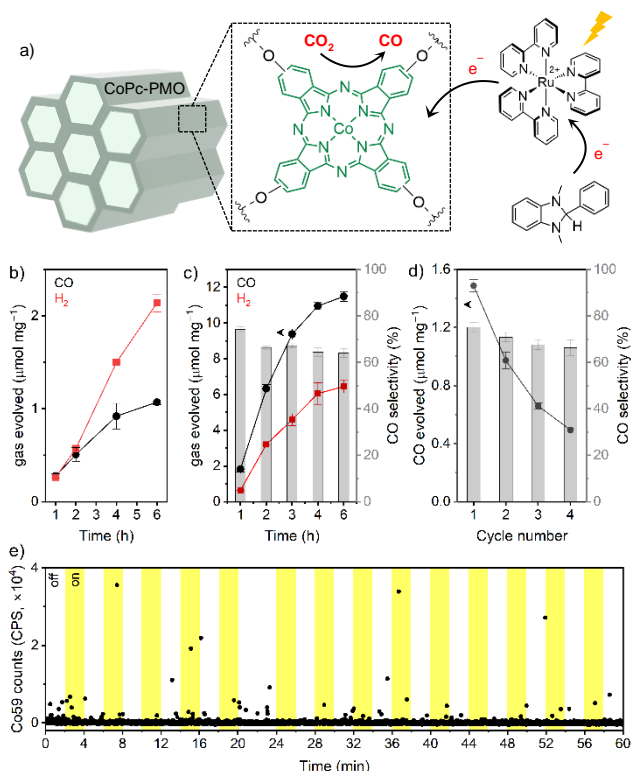 a)
CoPc-PMO
CO2 CO
O O
N N N
N Co N
N N N
O O
e−
N N
2+
N Ru N
N N
e−
N
N H
b)
CO
H2
gas evolved (μmol mg−1)
2
1
0
1 2 3 4 5 6
Time (h)
c)
CO
H2
gas evolved (μmol mg−1)
14
12
10
8
6
4
2
0
1 2 3 4 6
Time (h)
100
80
60
40
20
0
CO selectivity (%)
d)
CO evolved (μmol mg−1)
1.6
1.2
0.8
0.4
0.0
1 2 3 4
Cycle number
100
80
60
40
20
0
CO selectivity (%)
e)
Co59 counts (CPS, ×10^4)
4
2
0
off
on
0 4 8 12 16 20 24 28 32 36 40 44 48 52 56 60
Time (min)